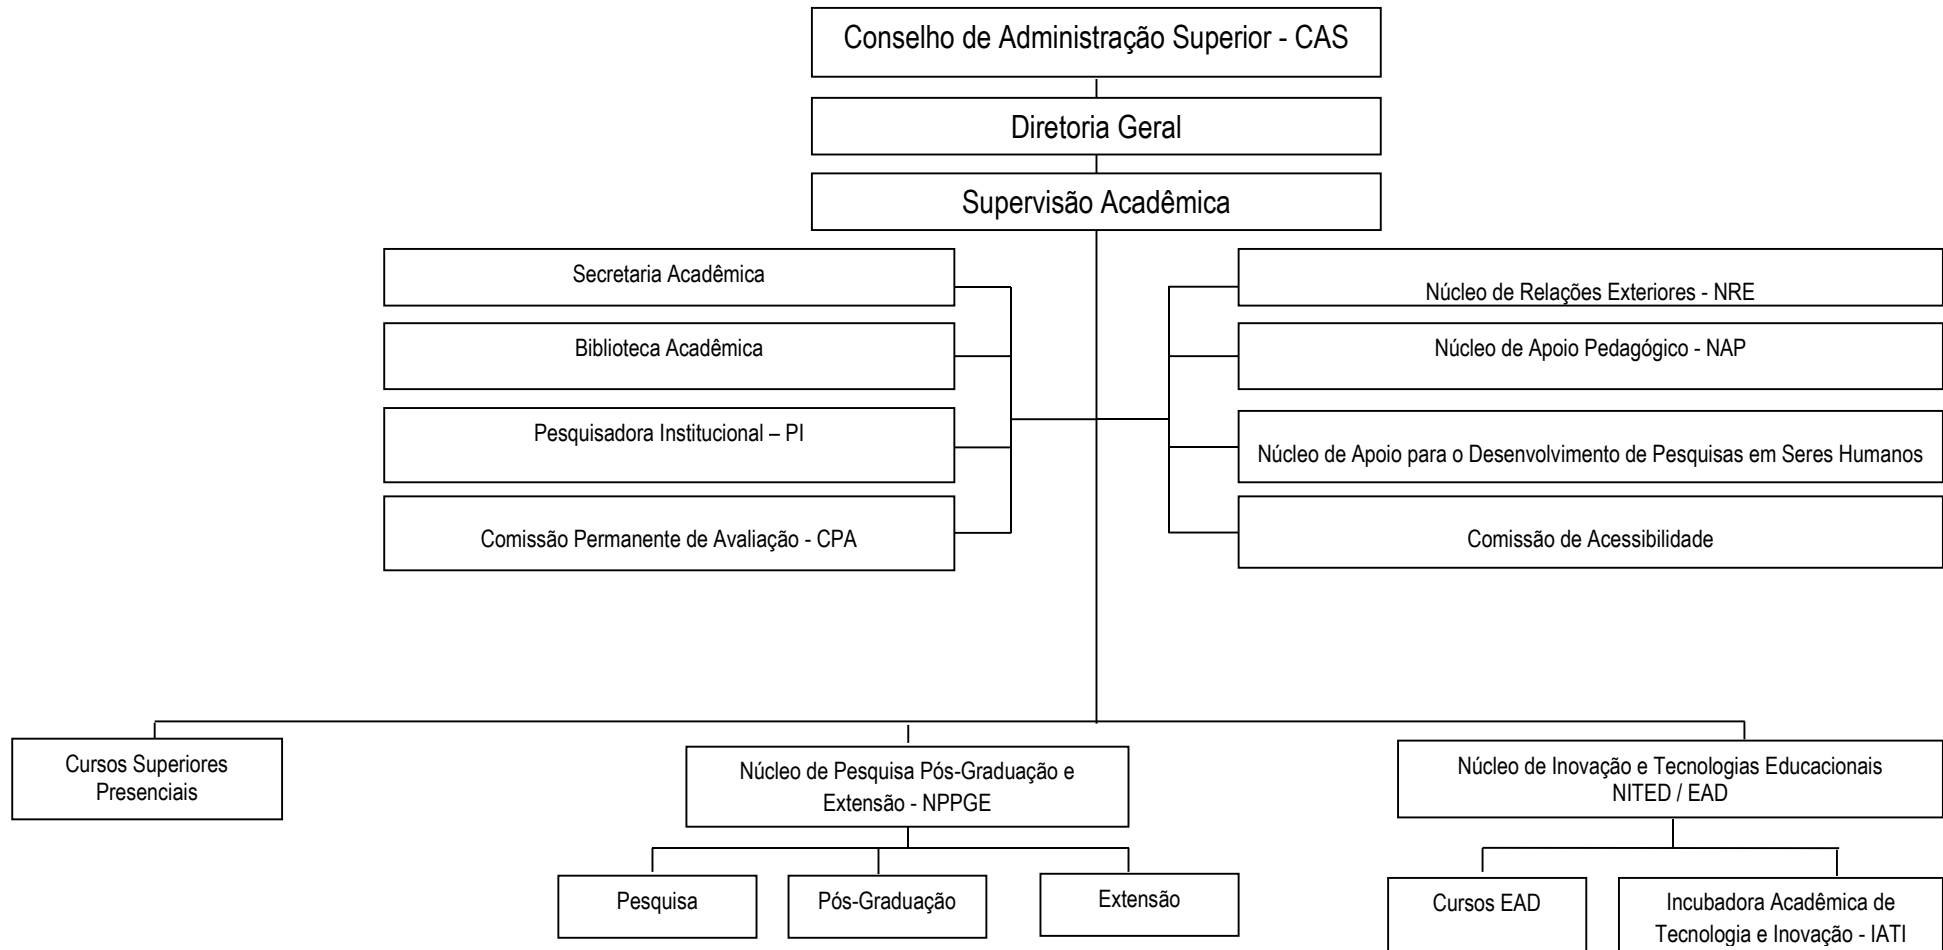 Conselho de Administração Superior - CAS
Diretoria Geral
Supervisão Acadêmica
Secretaria Acadêmica
Núcleo de Relações Exteriores - NRE
Biblioteca Acadêmica
Núcleo de Apoio Pedagógico - NAP
Pesquisadora Institucional – PI
Núcleo de Apoio para o Desenvolvimento de Pesquisas em Seres Humanos
Comissão Permanente de Avaliação - CPA
Comissão de Acessibilidade
Cursos Superiores
Presenciais
Núcleo de Pesquisa Pós-Graduação e
Extensão - NPPGE
Núcleo de Inovação e Tecnologias Educacionais
NITED / EAD
Pesquisa
Pós-Graduação
Extensão
Cursos EAD
Incubadora Acadêmica de
Tecnologia e Inovação - IATI